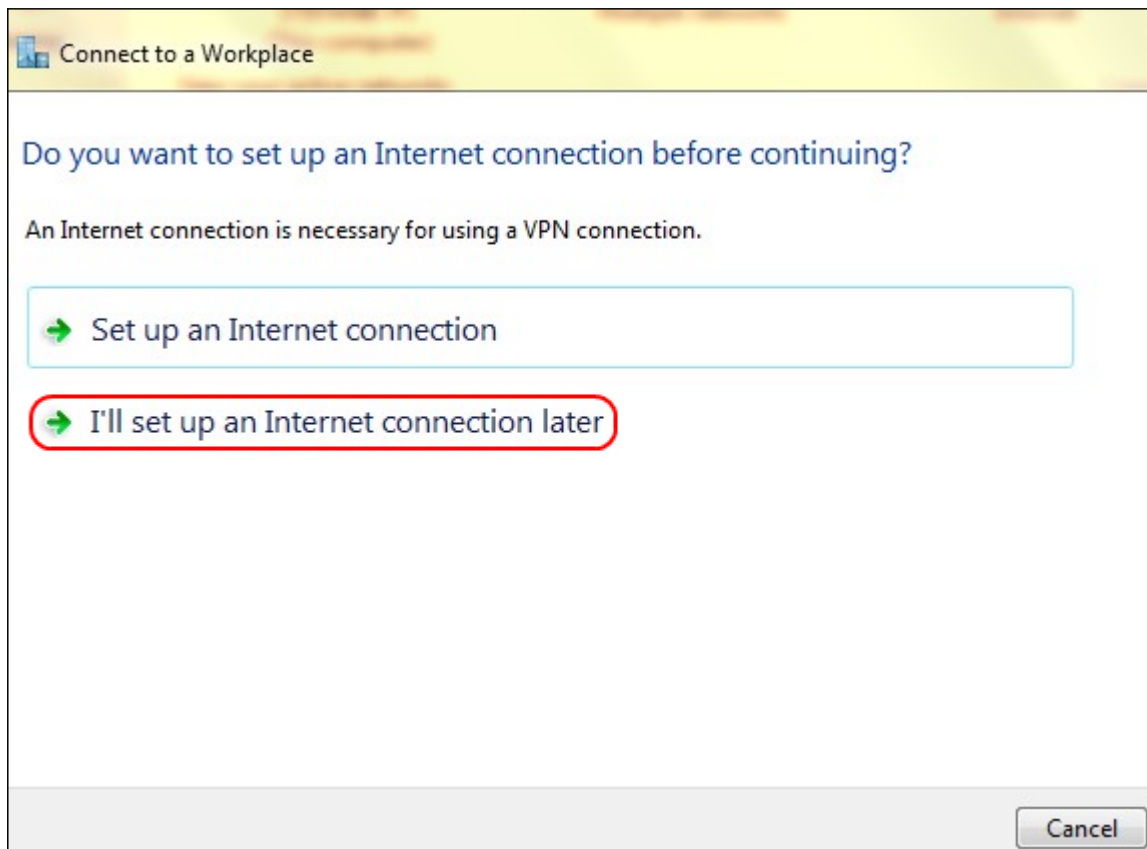 Connect to a Workplace
Do you want to set up an Internet connection before continuing?
An Internet connection is necessary for using a VPN connection.
Set up an Internet connection
I'll set up an Internet connection later
Cancel